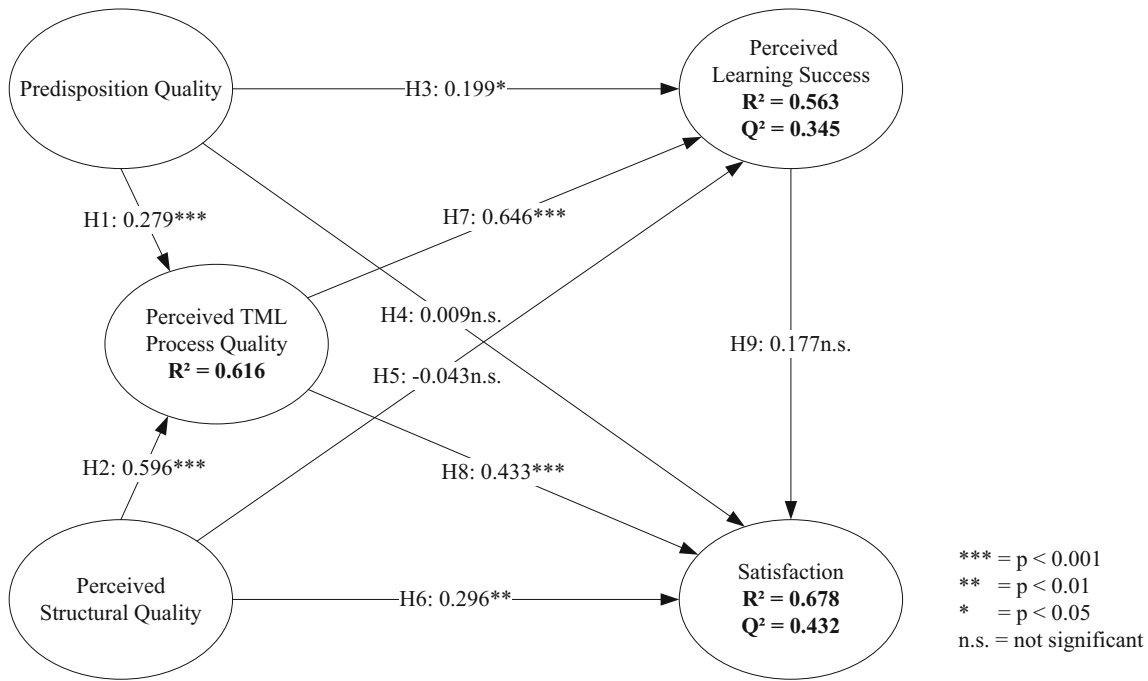 Predisposition Quality
H3: 0.199*
Perceived
Learning Success
R² = 0.563
Q² = 0.345
H1: 0.279***
H7: 0.646***
Perceived TML
Process Quality
R² = 0.616
H4: 0.009n.s.
H9: 0.177n.s.
H5: -0.043n.s.
H2: 0.596***
H8: 0.433***
Perceived
Structural Quality
H6: 0.296**
Satisfaction
R² = 0.678
Q² = 0.432
*** = p < 0.001
** = p < 0.01
* = p < 0.05
n.s. = not significant